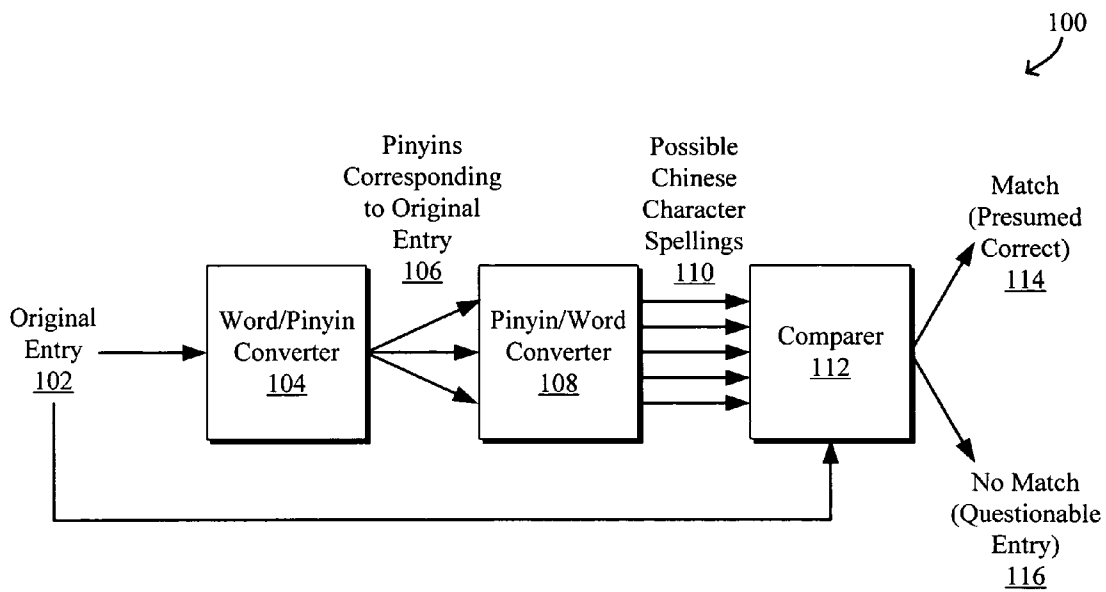 100
Pinyins
Corresponding
to Original
Entry
106
Possible
Chinese
Character
Spellings
110
Match
(Presumed
Correct)
114
Original
Entry
102
Word/Pinyin
Converter
104
Pinyin/Word
Converter
108
Comparer
112
No Match
(Questionable
Entry)
116